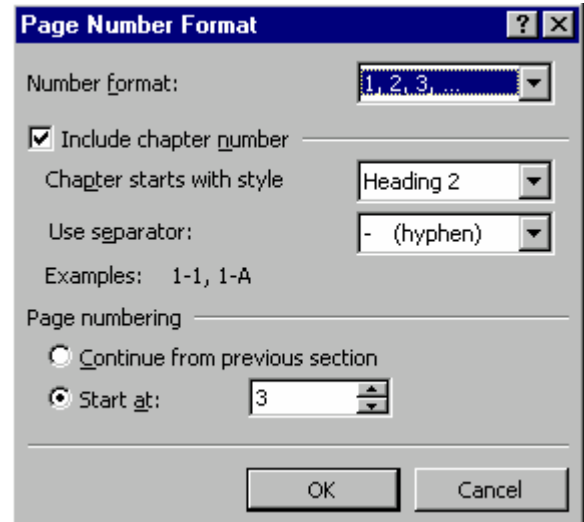 Page Number Format
Number format: 1, 2, 3, ...
Include chapter number
Chapter starts with style Heading 2
Use separator: - (hyphen)
Examples: 1-1, 1-A
Page numbering
Continue from previous section
Start at: 3
OK Cancel